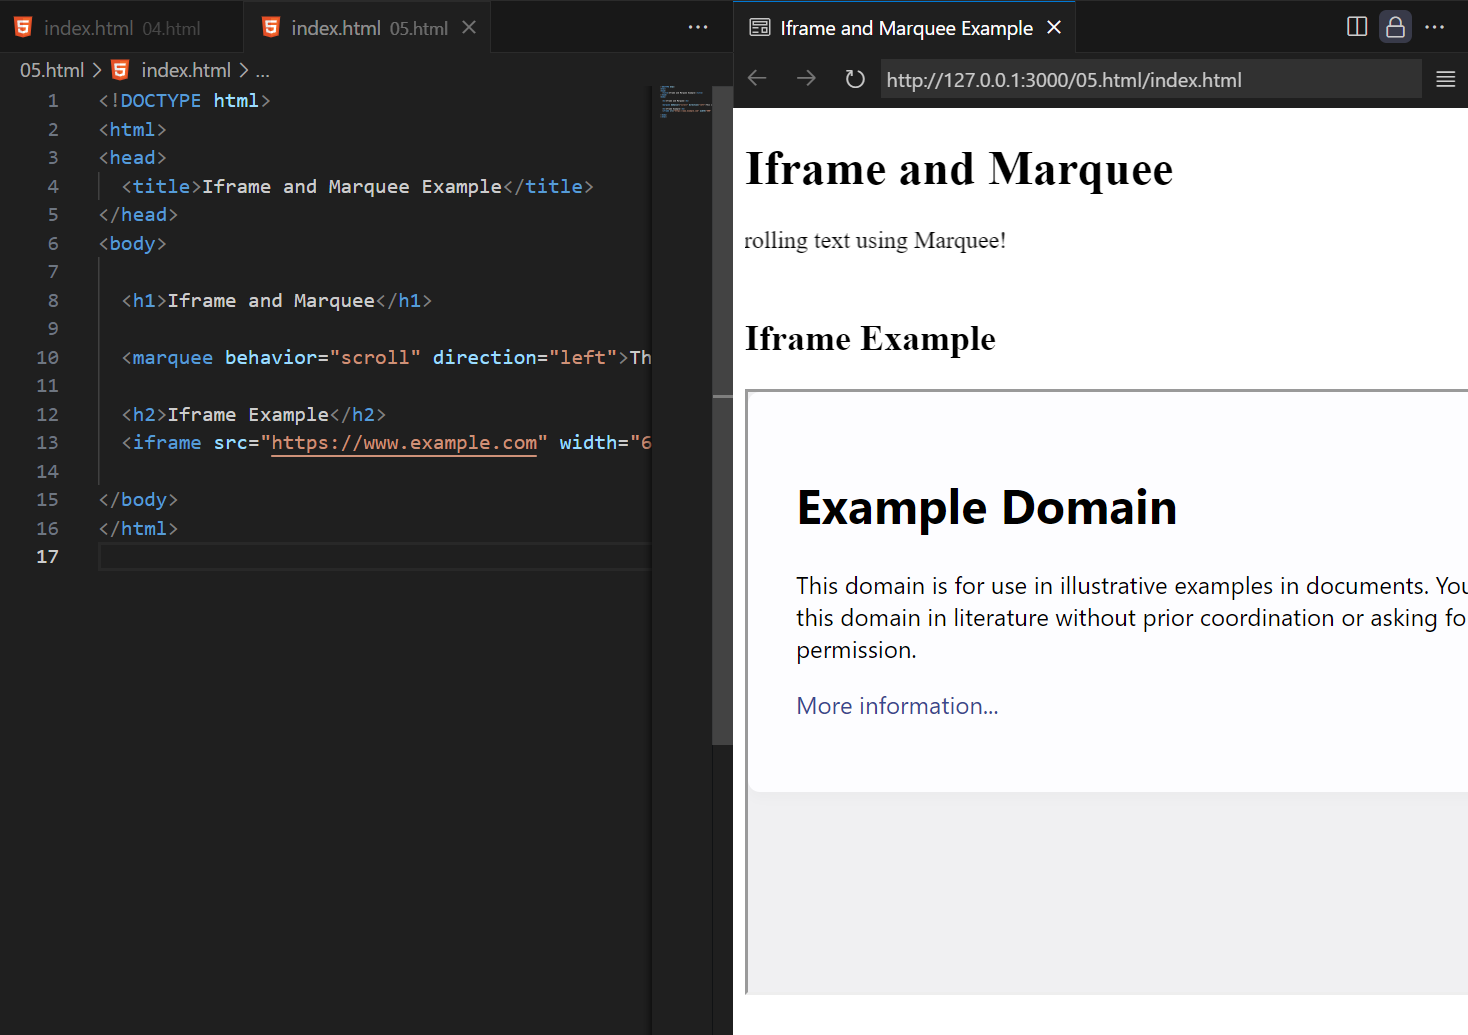 index.html 04.html
index.html 05.html
05.html > index.html > ...
1 <!DOCTYPE html>
2 <html>
3 <head>
4 <title>Iframe and Marquee Example</title>
5 </head>
6 <body>
7
8 <h1>Iframe and Marquee</h1>
9
10 <marquee behavior="scroll" direction="left">Th
11
12 <h2>Iframe Example</h2>
13 <iframe src="https://www.example.com" width="6
14
15 </body>
16 </html>
17
Iframe and Marquee Example
http://127.0.0.1:3000/05.html/index.html
Iframe and Marquee
rolling text using Marquee!
Iframe Example
Example Domain
This domain is for use in illustrative examples in documents. You
this domain in literature without prior coordination or asking fo
permission.
More information...